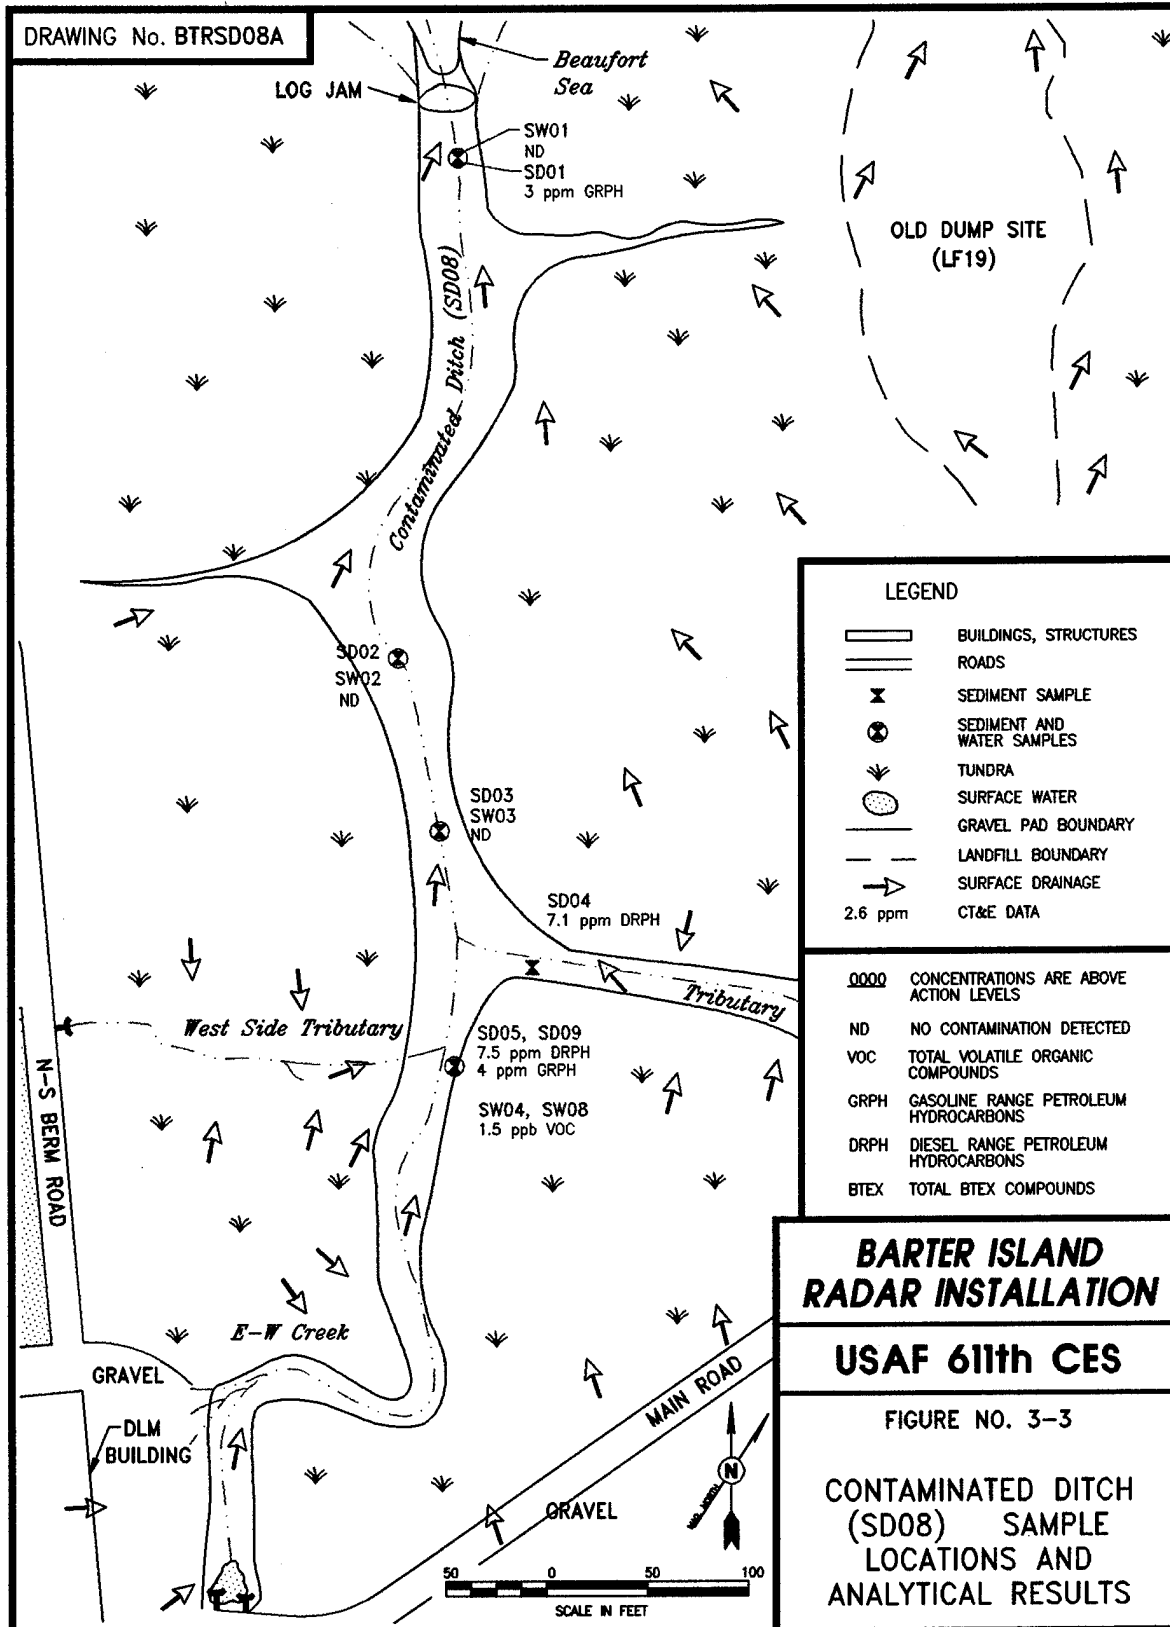 DRAWING No. BTRSD08A
Beaufort
Sea
LOG JAM
SW01
ND
SD01
3 ppm GRPH
OLD DUMP SITE
(LF19)
Contaminated Ditch (SD08)
SD02
SW02
ND
SD03
SW03
ND
SD04
7.1 ppm DRPH
Tributary
West Side Tributary
SD05, SD09
7.5 ppm DRPH
4 ppm GRPH
SW04, SW08
1.5 ppb VOC
N-S BERM ROAD
E-W Creek
GRAVEL
DLM
BUILDING
MAIN ROAD
GRAVEL
N
50 0 50 100
SCALE IN FEET
LEGEND
BUILDINGS, STRUCTURES
ROADS
SEDIMENT SAMPLE
SEDIMENT AND
WATER SAMPLES
TUNDRA
SURFACE WATER
GRAVEL PAD BOUNDARY
LANDFILL BOUNDARY
SURFACE DRAINAGE
2.6 ppm CT&E DATA
0000 CONCENTRATIONS ARE ABOVE
ACTION LEVELS
ND NO CONTAMINATION DETECTED
VOC TOTAL VOLATILE ORGANIC
COMPOUNDS
GRPH GASOLINE RANGE PETROLEUM
HYDROCARBONS
DRPH DIESEL RANGE PETROLEUM
HYDROCARBONS
BTEX TOTAL BTEX COMPOUNDS
BARTER ISLAND
RADAR INSTALLATION
USAF 611th CES
FIGURE NO. 3-3
CONTAMINATED DITCH
(SD08) SAMPLE
LOCATIONS AND
ANALYTICAL RESULTS